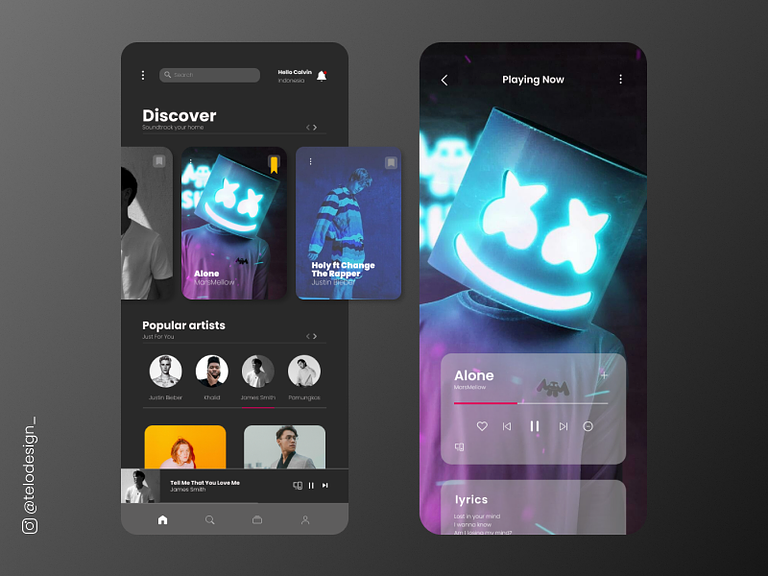 Search
Hello Calvin
Indonesia
Discover
Soundtrack your home
Alone
MarsMellow
Holy ft Change
The Rapper
Justin Bieber
Popular artists
Just For You
Justin Bieber
Khalid
James Smith
Pamungkas
Tell Me That You Love Me
James Smith
Playing Now
Alone
MarsMellow
lyrics
Last in your mind
I wanna know
Am I losing my mind?
@telodesign_